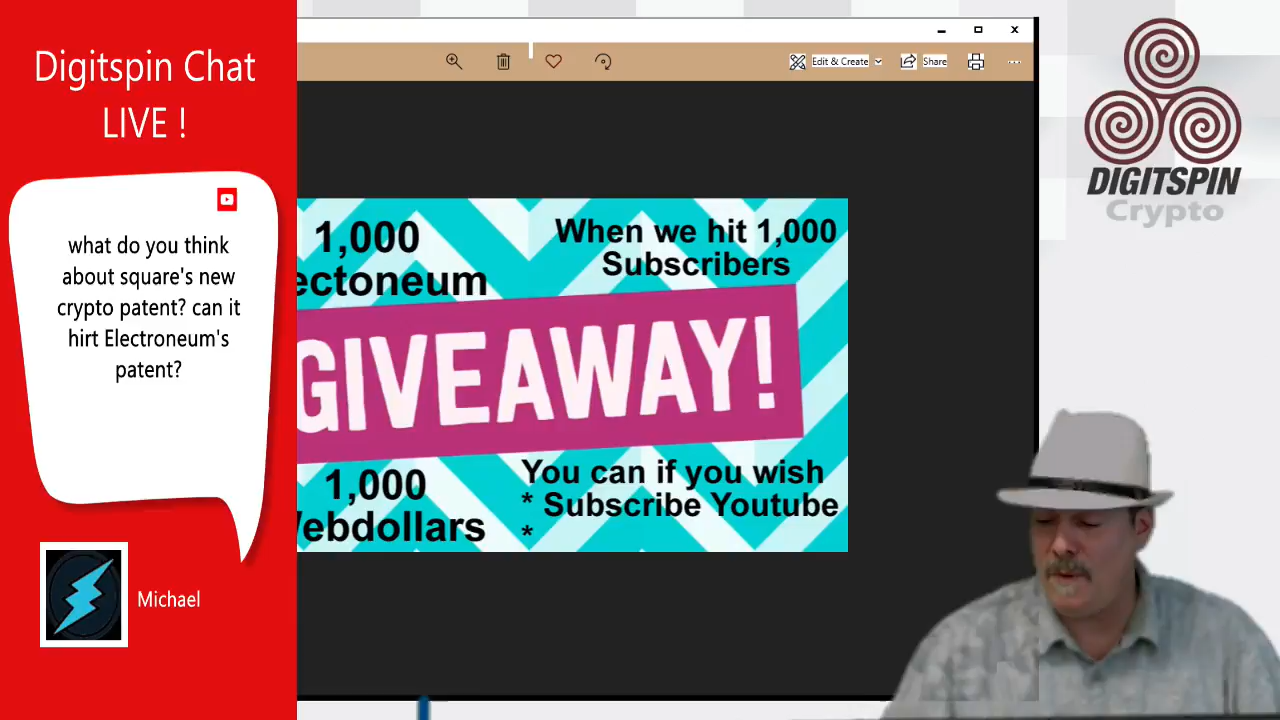 Digitspin Chat
LIVE !
what do you think
about square's new
crypto patent? can it
hirt Electroneum's
patent?
Michael
Edit & Create
Share
1,000
ectoneum
When we hit 1,000
Subscribers
GIVEAWAY!
1,000
ebdollars
You can if you wish
* Subscribe Youtube
*
DIGITSPIN
Crypto